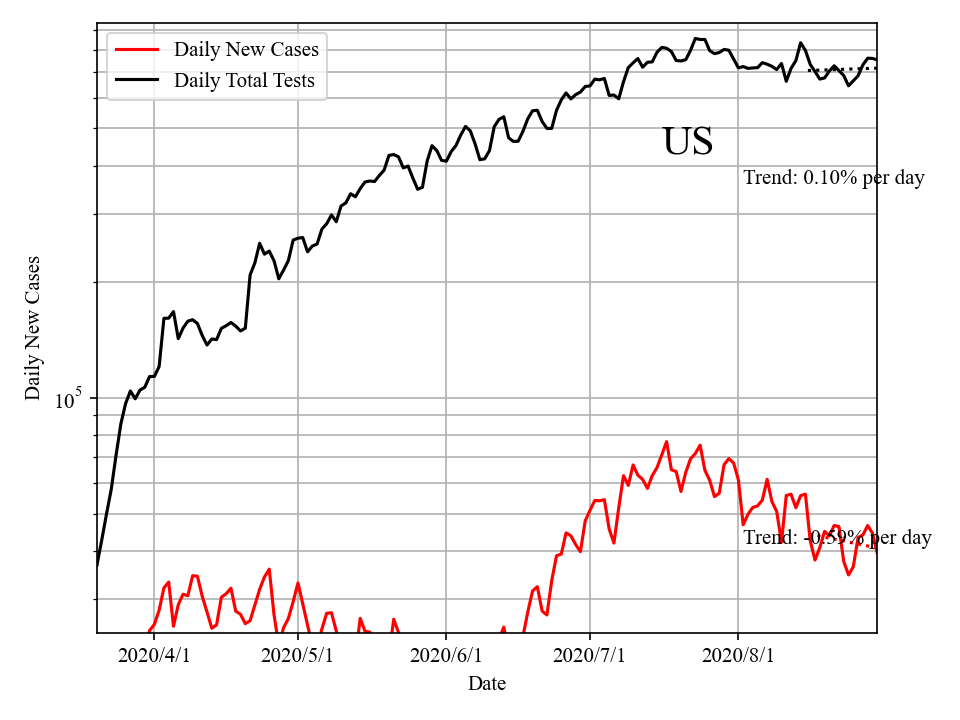 Daily New Cases
Daily Total Tests
US
Trend: 0.10% per day
Daily New Cases
10^5
Trend: -0.59% per day
2020/4/1 2020/5/1 2020/6/1 2020/7/1 2020/8/1
Date